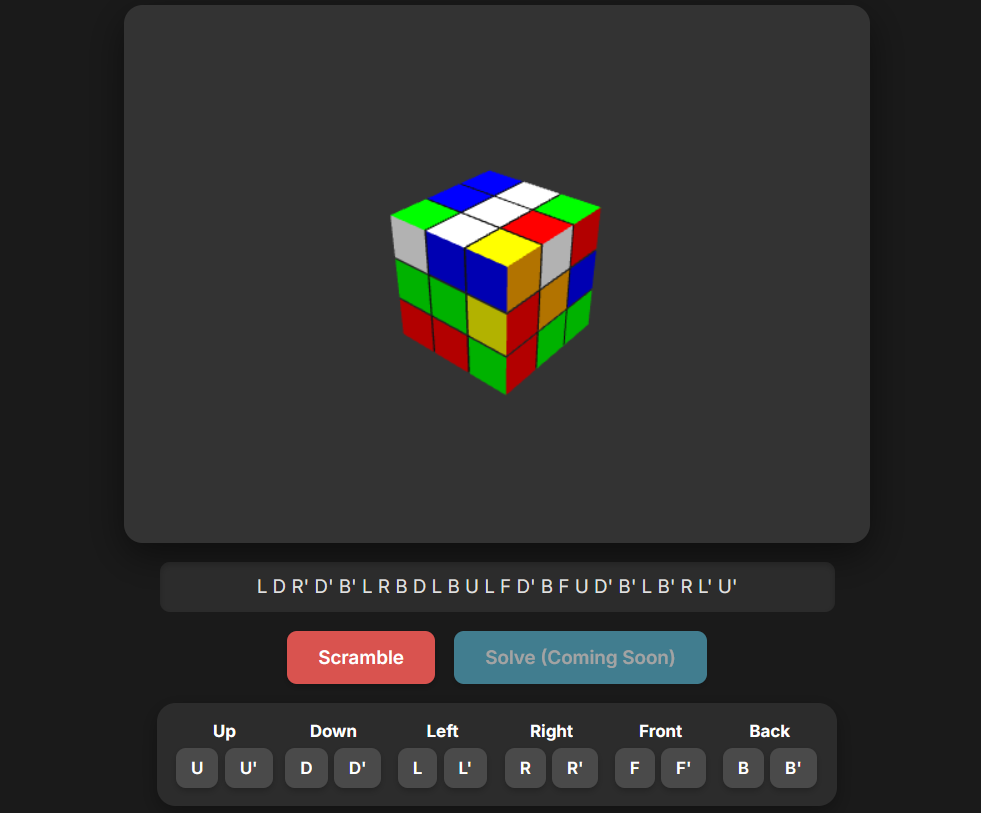 L D R' D' B' L R B D L B U L F D' B F U D' B' L B' R L' U'
Scramble Solve (Coming Soon)
Up Down Left Right Front Back
U U' D D' L L' R R' F F' B B'